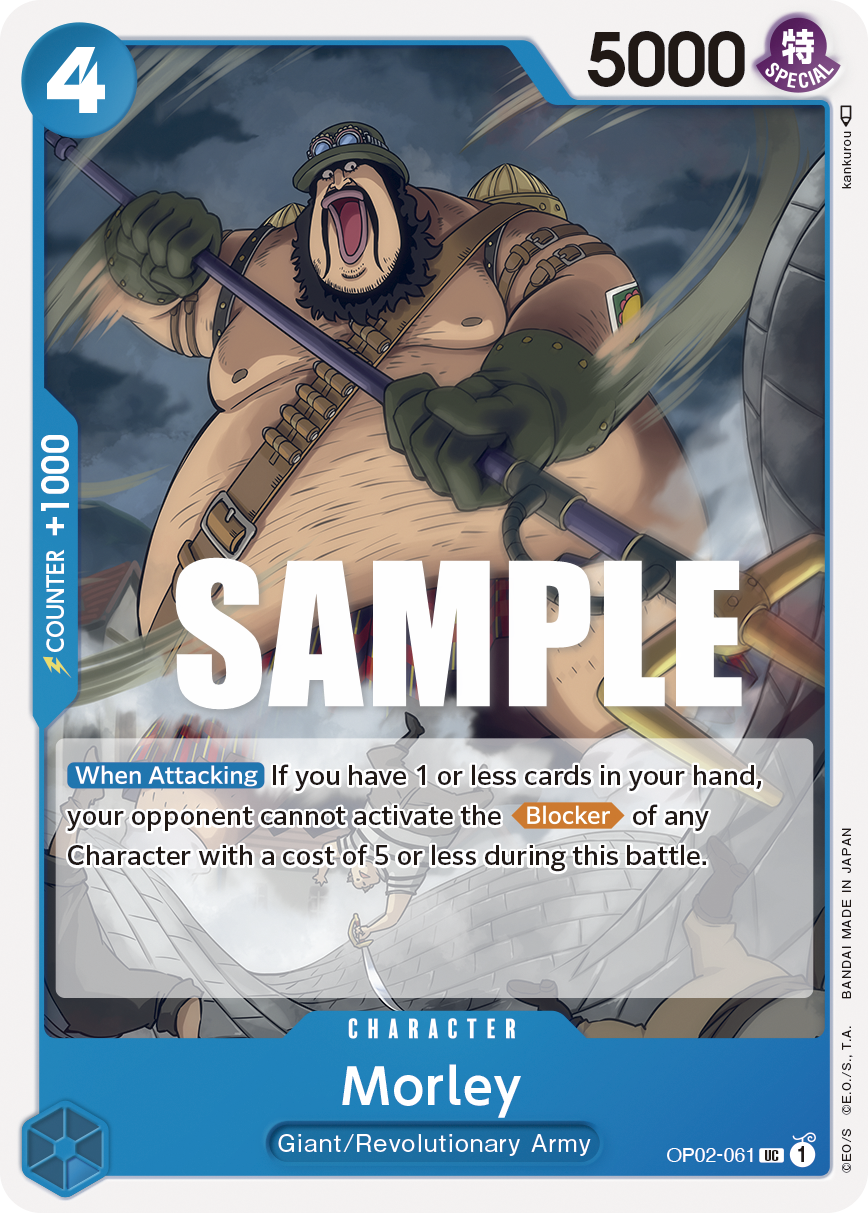 4
5000
特
SPECIAL
kankurou
COUNTER +1000
SAMPLE
When Attacking If you have 1 or less cards in your hand,
your opponent cannot activate the Blocker of any
Character with a cost of 5 or less during this battle.
CHARACTER
Morley
Giant/Revolutionary Army
OP02-061 UC 1
©EO/S ©E.O./S., T.A. BANDAI MADE IN JAPAN